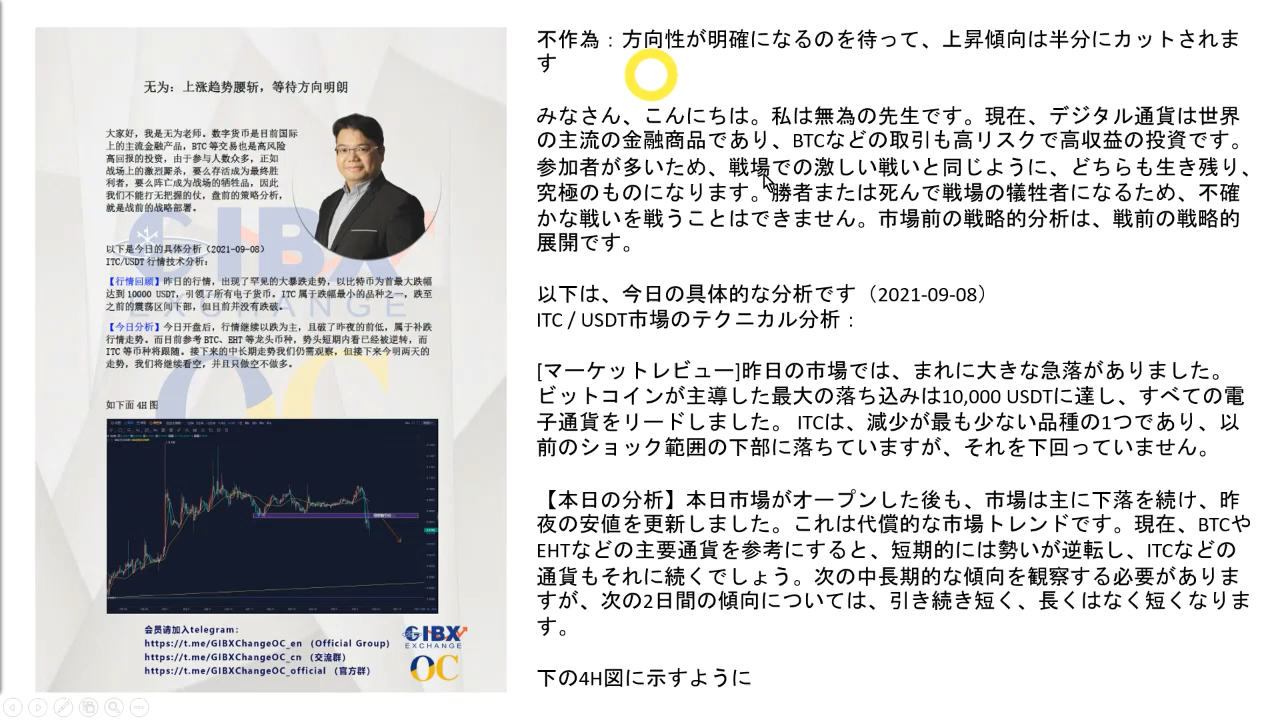 无为：上涨趋势腰斩，等待方向明朗
大家好，我是无为老师。数字货币是目前国际
上的主流金融产品，BTC 等交易也是高风险
高回报的投资，由于参与人数众多，正如
战场上的激烈厮杀，要么存活成为最终胜
利者，要么阵亡成为战场的牺牲品，因此
我们不能打无把握的仗，盘前的策略分析，
就是战前的战略部署。
以下是今日的具体分析（2021-09-08）
ITC/USDT 行情技术分析：
【行情回顾】昨日的行情，出现了罕见的大暴跌走势，以比特币为首最大跌幅
达到 10000 USDT，引领了所有电子货币。ITC 属于跌幅最小的品种之一，跌至
之前的震荡区间下部，但目前并没有跌破。
【今日分析】今日开盘后，行情继续以跌为主，且破了昨夜的前低，属于补跌
行情走势。而目前参考 BTC、EHT 等龙头币种，势头短期内看已经被逆转，而
ITC 等币种将跟随。接下来的中长期走势我们仍需观察，但接下来今明两天的
走势，我们将继续看空，并且只做空不做多。
如下面 4H 图
会员请加入telegram：
https://t.me/GIBXChangeOC_en （Official Group）
https://t.me/GIBXChangeOC_cn （交流群）
https://t.me/GIBXChangeOC_official （官方群）
GIBX
EXCHANGE
OC
GIBX
EXCHANGE
OC
不作為：方向性が明確になるのを待って、上昇傾向は半分にカットされま
す
みなさん、こんにちは。私は無為の先生です。現在、デジタル通貨は世界
の主流の金融商品であり、BTCなどの取引も高リスクで高収益の投資です。
参加者が多いため、戦場での激しい戦いと同じように、どちらも生き残り、
究極のものになります。勝者または死んで戦場の犠牲者になるため、不確
かな戦いを戦うことはできません。市場前の戦略的分析は、戦前の戦略的
展開です。
以下は、今日の具体的な分析です（2021-09-08）
ITC / USDT市場のテクニカル分析：
[マーケットレビュー]昨日の市場では、まれに大きな急落がありました。
ビットコインが主導した最大の落ち込みは10,000 USDTに達し、すべての電
子通貨をリードしました。 ITCは、減少が最も少ない品種の1つであり、以
前のショック範囲の下部に落ちていますが、それを下回っていません。
【本日の分析】本日市場がオープンした後も、市場は主に下落を続け、昨
夜の安値を更新しました。これは代償的な市場トレンドです。現在、BTCや
EHTなどの主要通貨を参考にすると、短期的には勢いが逆転し、ITCなどの
通貨もそれに続くでしょう。次の中長期的な傾向を観察する必要がありま
すが、次の2日間の傾向については、引き続き短く、長くはなく短くなりま
す。
下の4H図に示すように